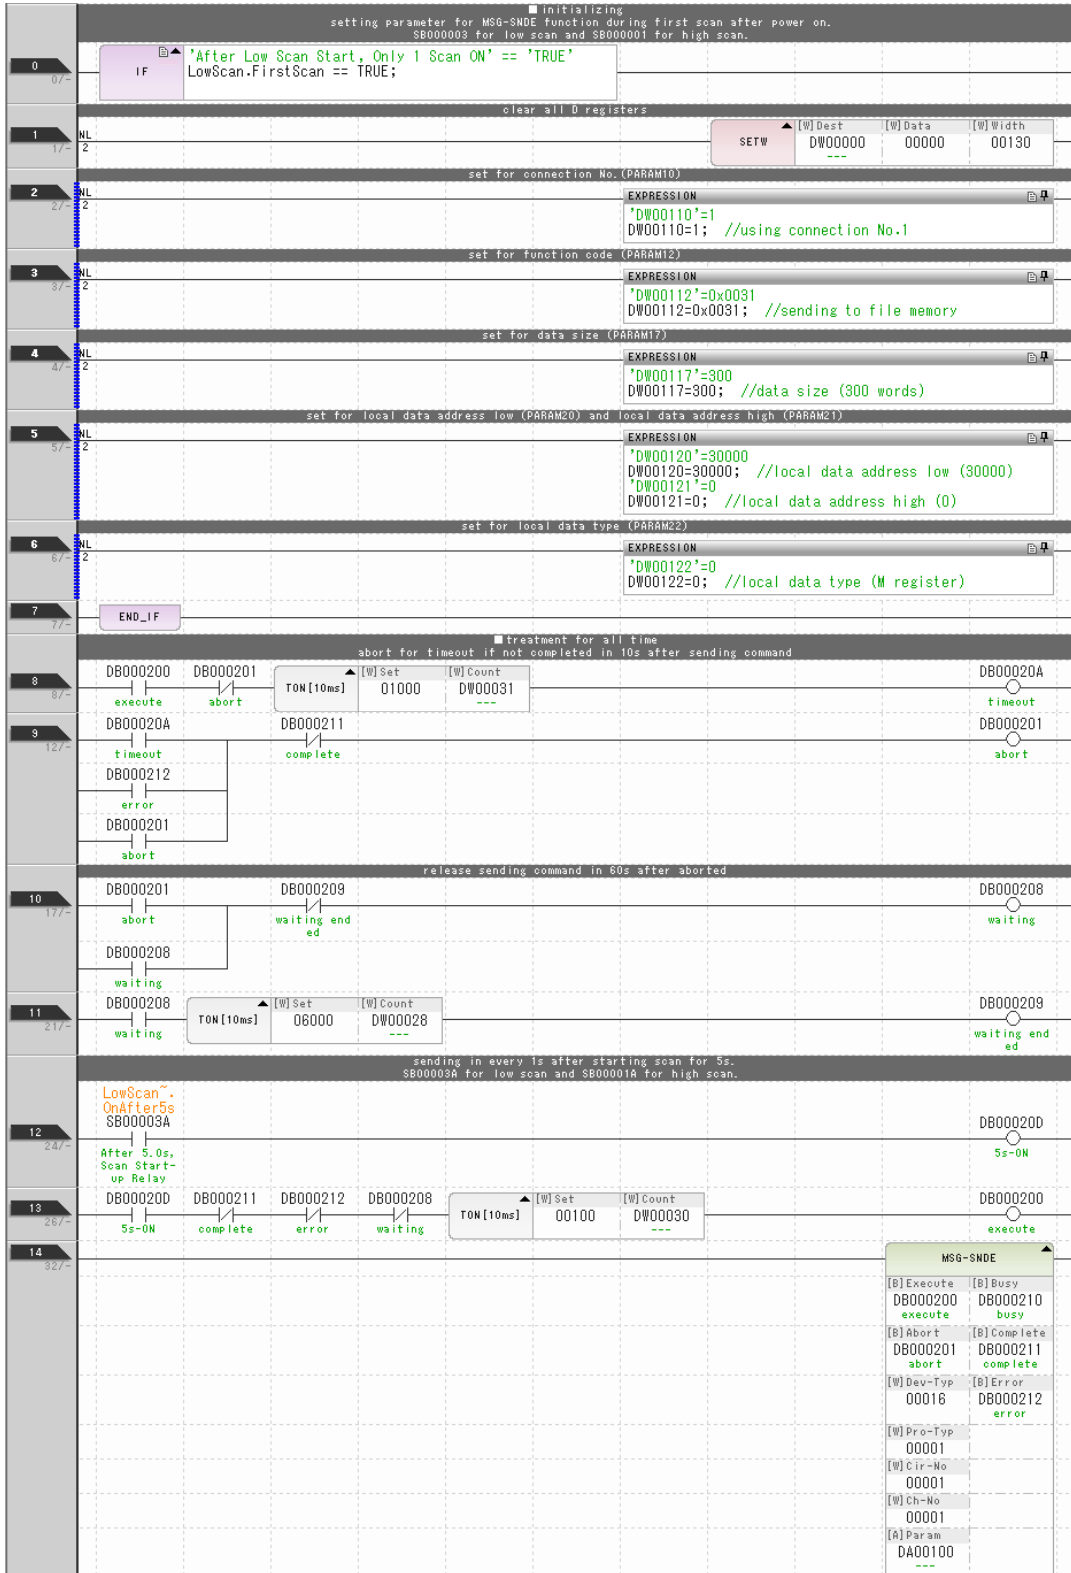 ■initializing
setting parameter for MSG-SNDE function during first scan after power on.
SB000003 for low scan and SB000001 for high scan.
0
0/-
IF
'After Low Scan Start, Only 1 Scan ON' == 'TRUE'
LowScan.FirstScan == TRUE;
clear all D registers
1
1/-
NL
2
SETW
[W]Dest [W]Data [W]Width
DW00000 00000 00130
---
set for connection No.(PARAM10)
2
2/-
NL
2
EXPRESSION
'DW00110'=1
DW00110=1; //using connection No.1
set for function code (PARAM12)
3
3/-
NL
2
EXPRESSION
'DW00112'=0x0031
DW00112=0x0031; //sending to file memory
set for data size (PARAM17)
4
4/-
NL
2
EXPRESSION
'DW00117'=300
DW00117=300; //data size (300 words)
set for local data address low (PARAM20) and local data address high (PARAM21)
5
5/-
NL
2
EXPRESSION
'DW00120'=30000
DW00120=30000; //local data address low (30000)
'DW00121'=0
DW00121=0; //local data address high (0)
set for local data type (PARAM22)
6
6/-
NL
2
EXPRESSION
'DW00122'=0
DW00122=0; //local data type (M register)
7
7/-
END_IF
■treatment for all time
abort for timeout if not completed in 10s after sending command
8
8/-
DB000200 DB000201 [W]Set [W]Count DB00020A
TON[10ms] 01000 DW00031
execute abort --- timeout
9
12/-
DB00020A DB000211 DB000201
timeout complete abort
DB000212
error
DB000201
abort
release sending command in 60s after aborted
10
17/-
DB000201 DB000209 DB000208
abort waiting end waiting
ed
DB000208
waiting
11
21/-
DB000208 [W]Set [W]Count DB000209
TON[10ms] 06000 DW00028
waiting --- waiting end
ed
sending in every 1s after starting scan for 5s.
SB00003A for low scan and SB00001A for high scan.
12
24/-
LowScan~.
OnAfter5s
SB00003A DB00020D
After 5.0s, 5s-ON
Scan Start-
up Relay
13
26/-
DB00020D DB000211 DB000212 DB000208 [W]Set [W]Count DB000200
TON[10ms] 00100 DW00030
5s-ON complete error waiting --- execute
14
32/-
MSG-SNDE
[B]Execute [B]Busy
DB000200 DB000210
execute busy
[B]Abort [B]Complete
DB000201 DB000211
abort complete
[W]Dev-Typ [B]Error
00016 DB000212
error
[W]Pro-Typ
00001
[W]Cir-No
00001
[W]Ch-No
00001
[A]Param
DA00100
---